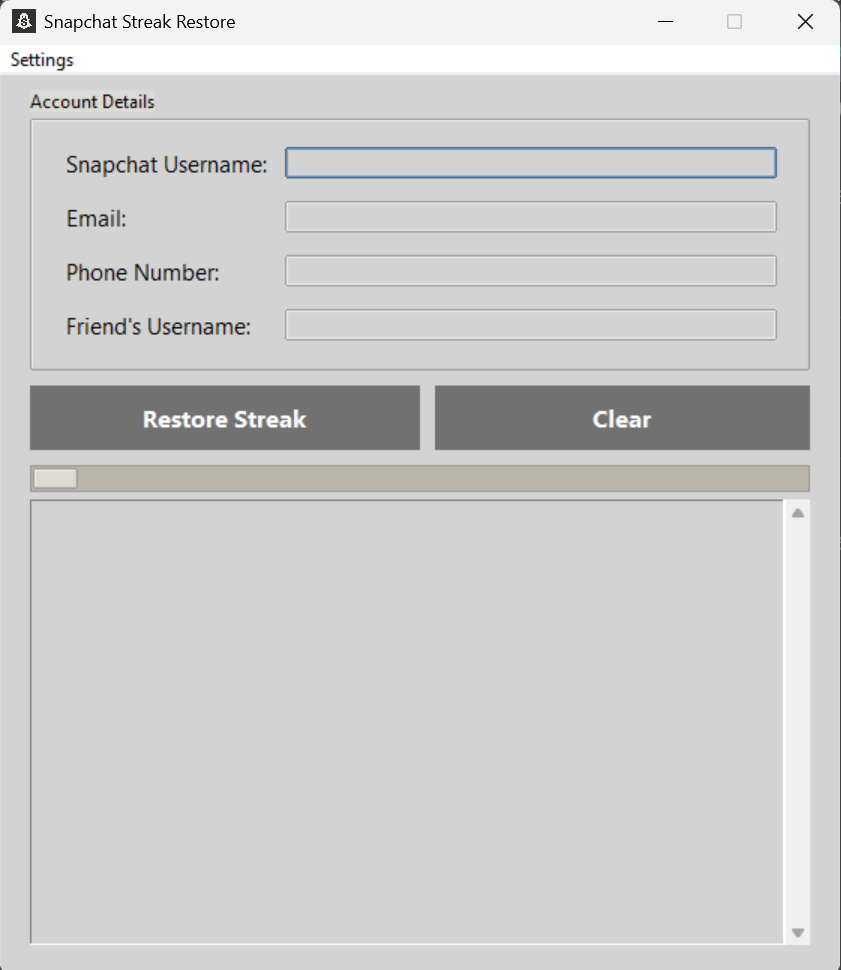 Snapchat Streak Restore
Settings
Account Details
Snapchat Username:
Email:
Phone Number:
Friend's Username:
Restore Streak
Clear